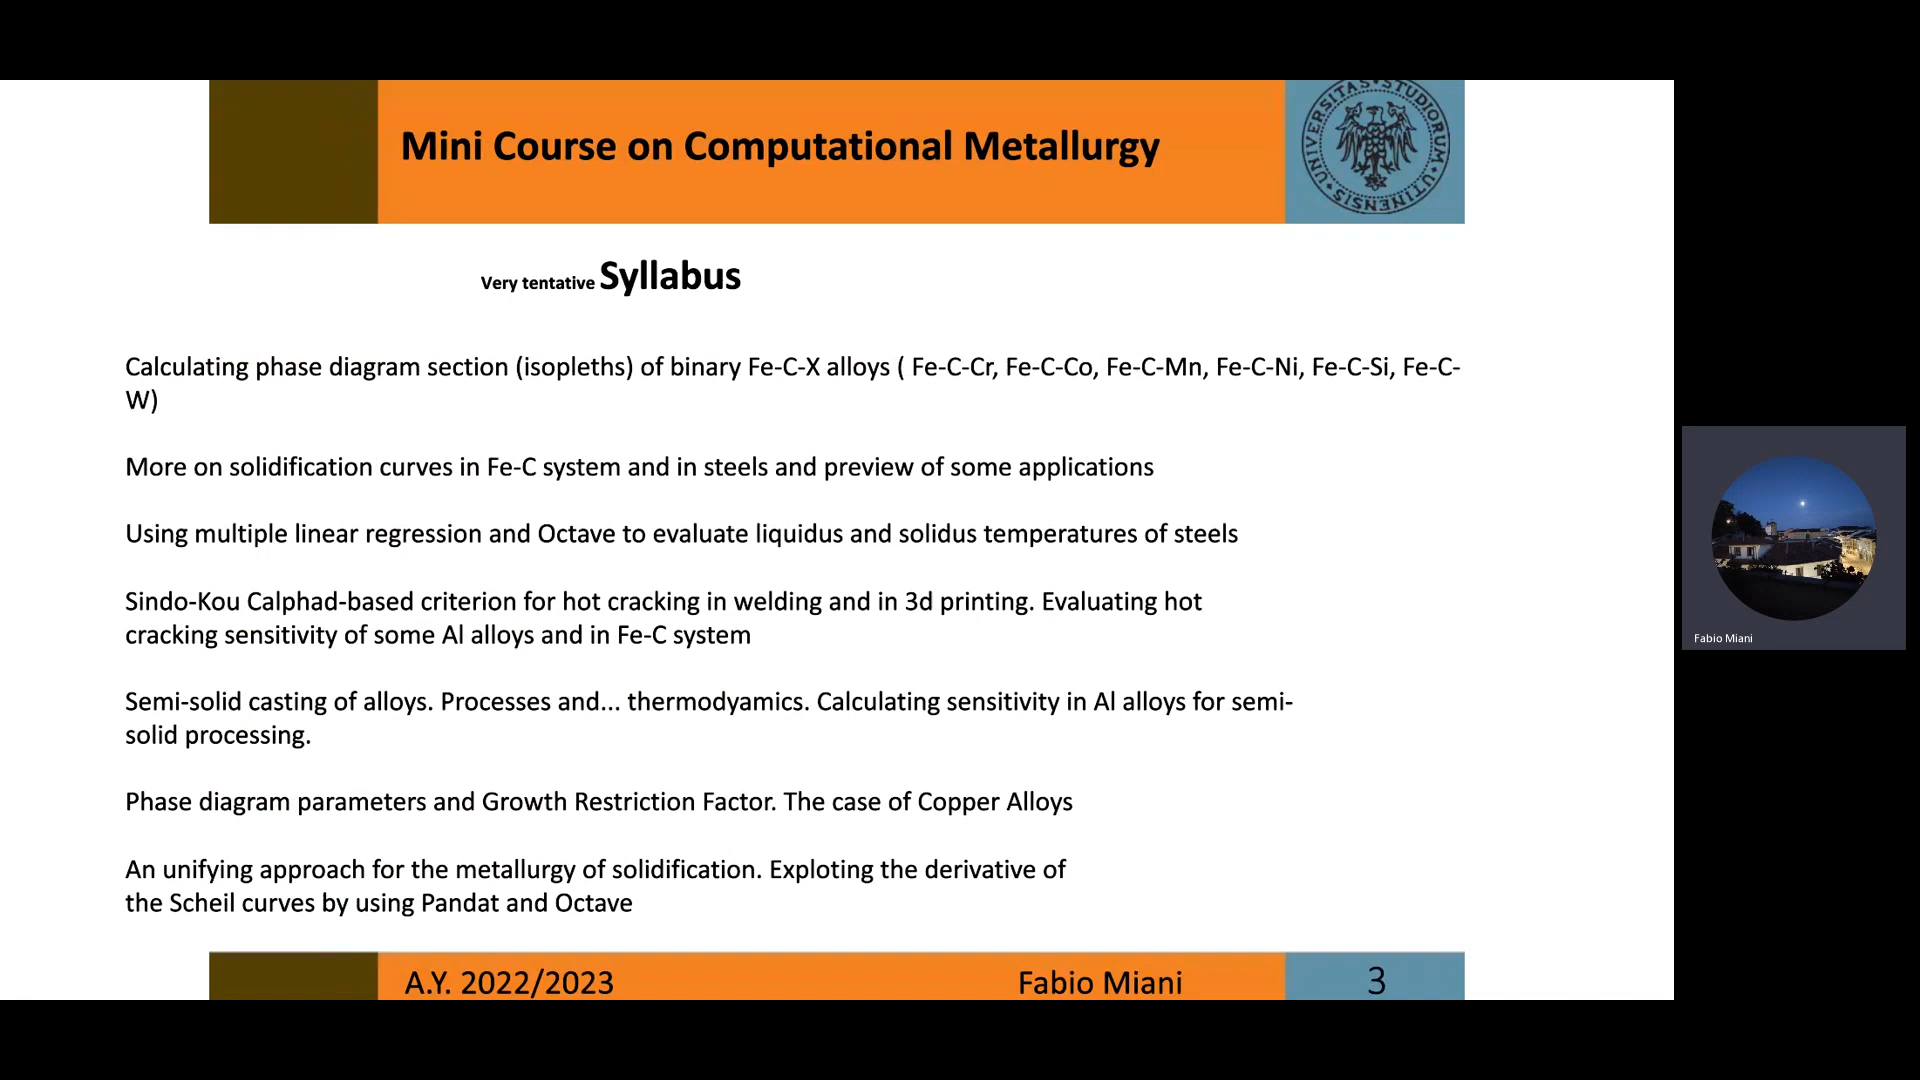 Mini Course on Computational Metallurgy
UNIVERSITAS STUDIORUM UTINENSIS
Very tentative Syllabus
Calculating phase diagram section (isopleths) of binary Fe-C-X alloys ( Fe-C-Cr, Fe-C-Co, Fe-C-Mn, Fe-C-Ni, Fe-C-Si, Fe-C-
W)
More on solidification curves in Fe-C system and in steels and preview of some applications
Using multiple linear regression and Octave to evaluate liquidus and solidus temperatures of steels
Sindo-Kou Calphad-based criterion for hot cracking in welding and in 3d printing. Evaluating hot
cracking sensitivity of some Al alloys and in Fe-C system
Semi-solid casting of alloys. Processes and... thermodyamics. Calculating sensitivity in Al alloys for semi-
solid processing.
Phase diagram parameters and Growth Restriction Factor. The case of Copper Alloys
An unifying approach for the metallurgy of solidification. Exploting the derivative of
the Scheil curves by using Pandat and Octave
A.Y. 2022/2023
Fabio Miani
3
Fabio Miani